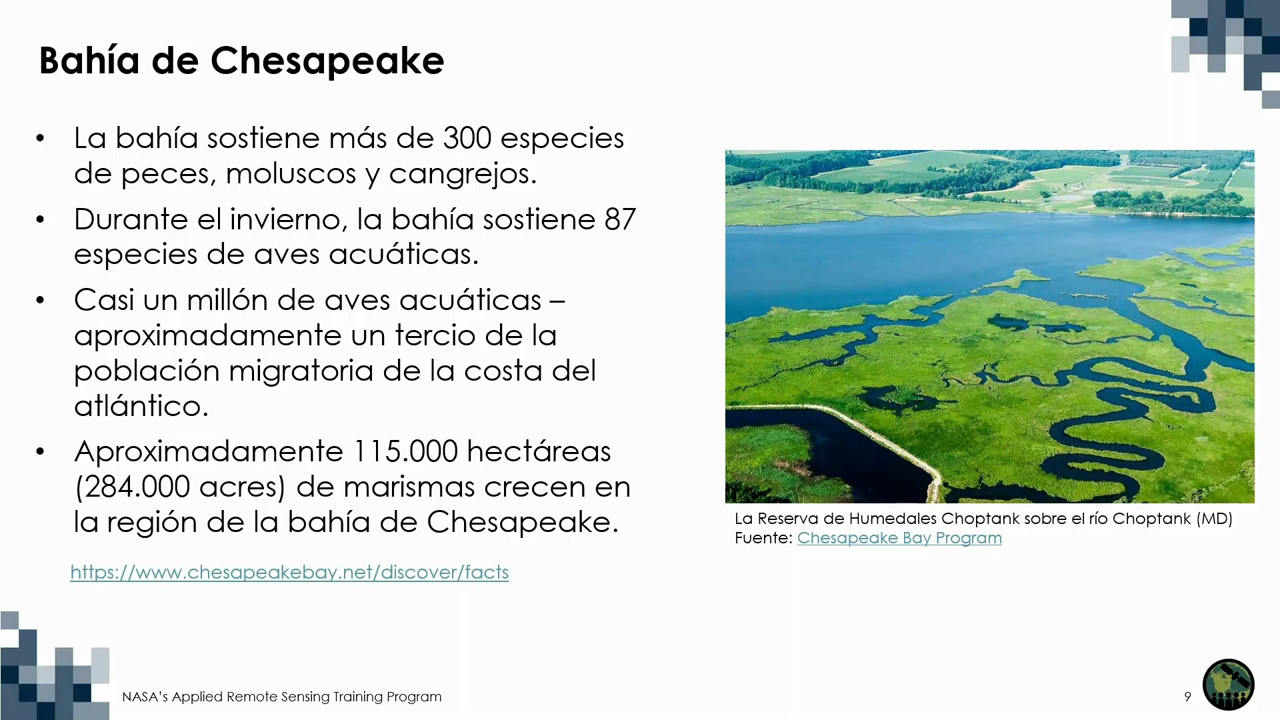 Bahía de Chesapeake
• La bahía sostiene más de 300 especies
de peces, moluscos y cangrejos.
• Durante el invierno, la bahía sostiene 87
especies de aves acuáticas.
• Casi un millón de aves acuáticas –
aproximadamente un tercio de la
población migratoria de la costa del
atlántico.
• Aproximadamente 115.000 hectáreas
(284.000 acres) de marismas crecen en
la región de la bahía de Chesapeake.
https://www.chesapeakebay.net/discover/facts
La Reserva de Humedales Choptank sobre el río Choptank (MD)
Fuente: Chesapeake Bay Program
NASA's Applied Remote Sensing Training Program
9